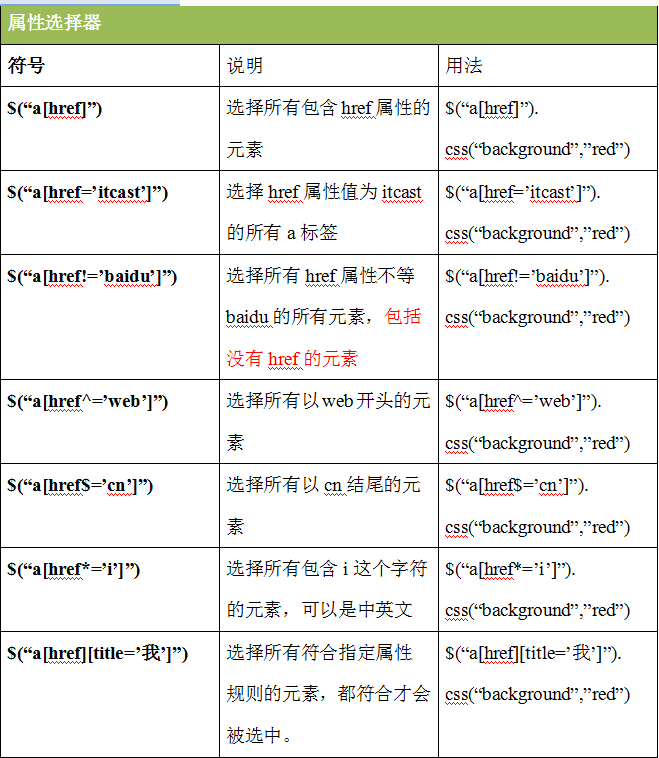 属性选择器
符号 说明 用法
$(“a[href]”) 选择所有包含 href 属性的 $(“a[href]”).
元素 css(“background”,”red”)
$(“a[href=’itcast’]”) 选择 href 属性值为 itcast $(“a[href=’itcast’]”).
的所有 a 标签 css(“background”,”red”)
$(“a[href!=’baidu’]”) 选择所有 href 属性不等 $(“a[href!=’baidu’]”).
baidu 的所有元素，包括 css(“background”,”red”)
没有 href 的元素
$(“a[href^=’web’]”) 选择所有以 web 开头的元 $(“a[href^=’web’]”).
素 css(“background”,”red”)
$(“a[href$=’cn’]”) 选择所有以 cn 结尾的元 $(“a[href$=’cn’]”).
素 css(“background”,”red”)
$(“a[href*=’i’]”) 选择所有包含 i 这个字符 $(“a[href*=’i’]”).
的元素，可以是中英文 css(“background”,”red”)
$(“a[href][title=’我’]”) 选择所有符合指定属性 $(“a[href][title=’我’]”).
规则的元素，都符合才会 css(“background”,”red”)
被选中。